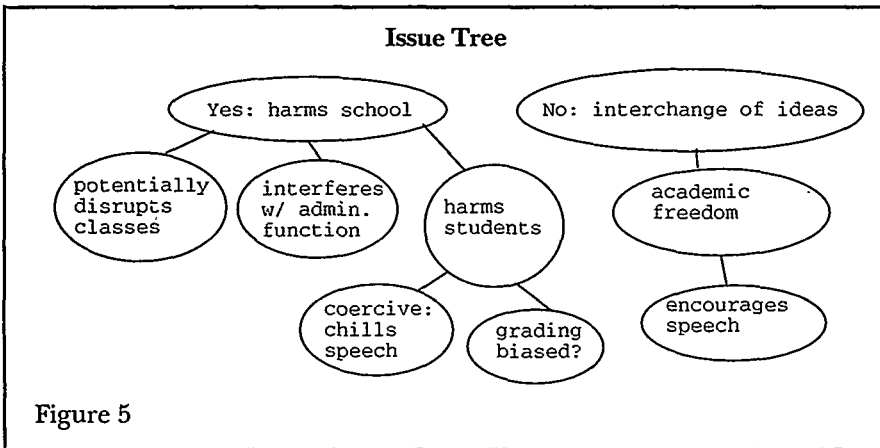 Issue Tree
Yes: harms school
No: interchange of ideas
potentially
disrupts
classes
interferes
w/ admin.
function
harms
students
academic
freedom
coercive:
chills
speech
grading
biased?
encourages
speech
Figure 5